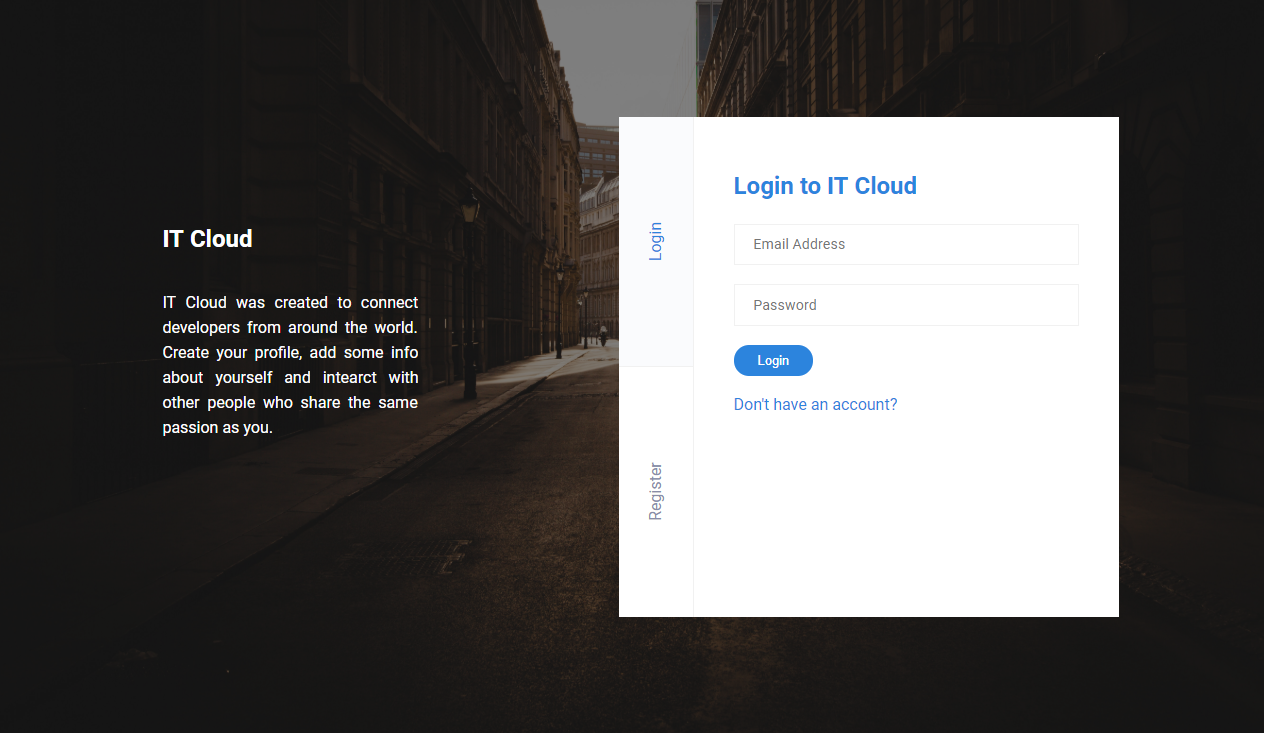 IT Cloud
IT Cloud was created to connect
developers from around the world.
Create your profile, add some info
about yourself and intearct with
other people who share the same
passion as you.
Login
Register
Login to IT Cloud
Email Address
Password
Login
Don't have an account?